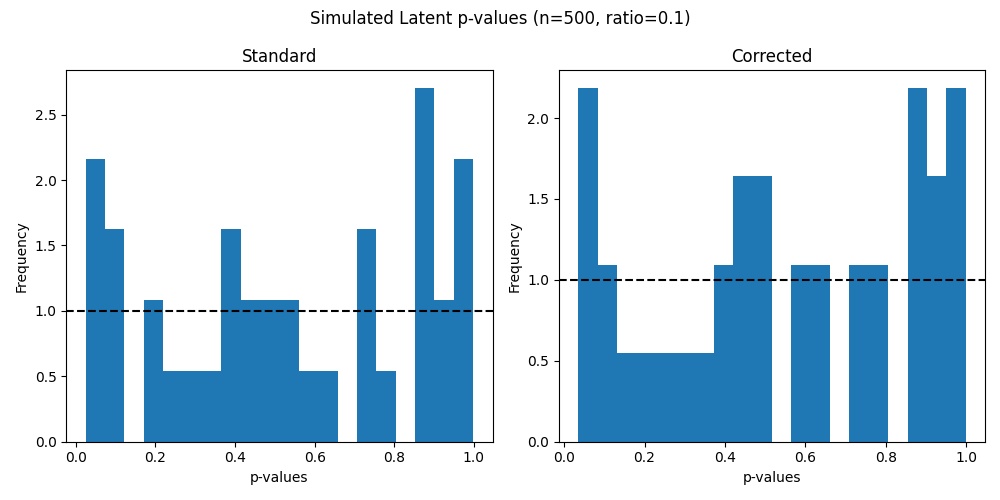 Simulated Latent p-values (n=500, ratio=0.1)
Standard
Frequency
2.5
2.0
1.5
1.0
0.5
0.0
0.0 0.2 0.4 0.6 0.8 1.0
p-values
Corrected
Frequency
2.0
1.5
1.0
0.5
0.0
0.0 0.2 0.4 0.6 0.8 1.0
p-values